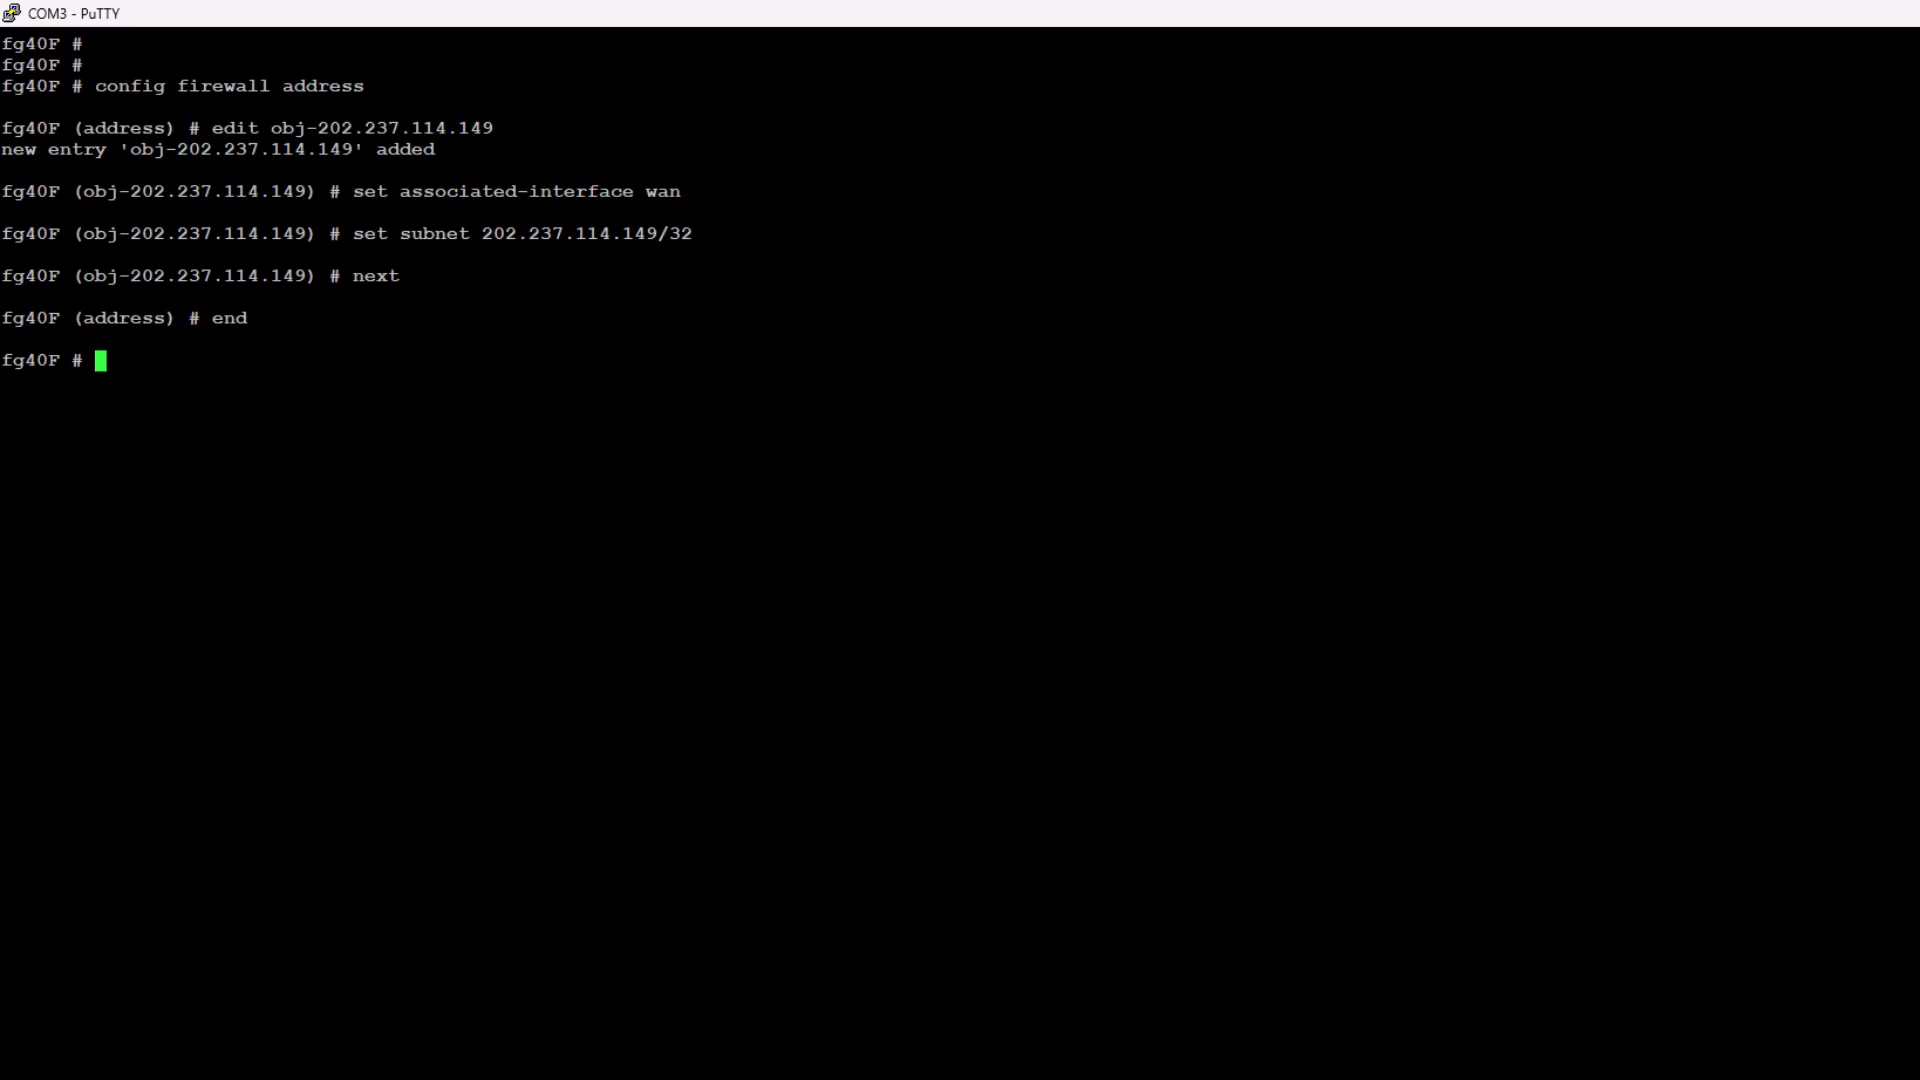 COM3 - PuTTY
fg40F #
fg40F #
fg40F # config firewall address
fg40F (address) # edit obj-202.237.114.149
new entry 'obj-202.237.114.149' added
fg40F (obj-202.237.114.149) # set associated-interface wan
fg40F (obj-202.237.114.149) # set subnet 202.237.114.149/32
fg40F (obj-202.237.114.149) # next
fg40F (address) # end
fg40F #